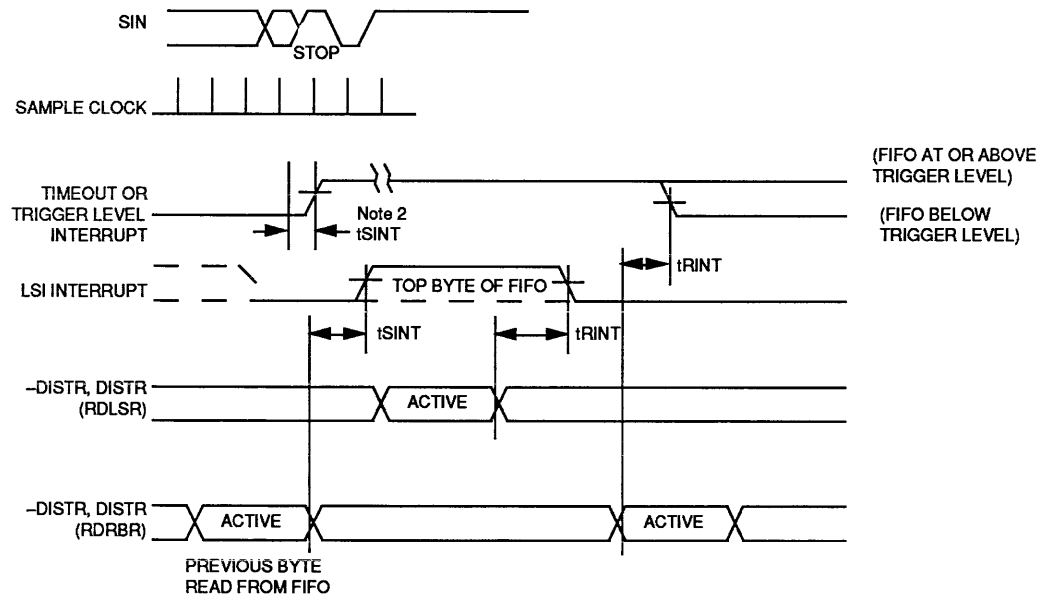 SIN
STOP
SAMPLE CLOCK
(FIFO AT OR ABOVE
TRIGGER LEVEL)
TIMEOUT OR
TRIGGER LEVEL
INTERRUPT
Note 2
tSINT
(FIFO BELOW
TRIGGER LEVEL)
tRINT
LSI INTERRUPT
TOP BYTE OF FIFO
tSINT
tRINT
–DISTR, DISTR
(RDLSR)
ACTIVE
–DISTR, DISTR
(RDRBR)
ACTIVE
ACTIVE
PREVIOUS BYTE
READ FROM FIFO